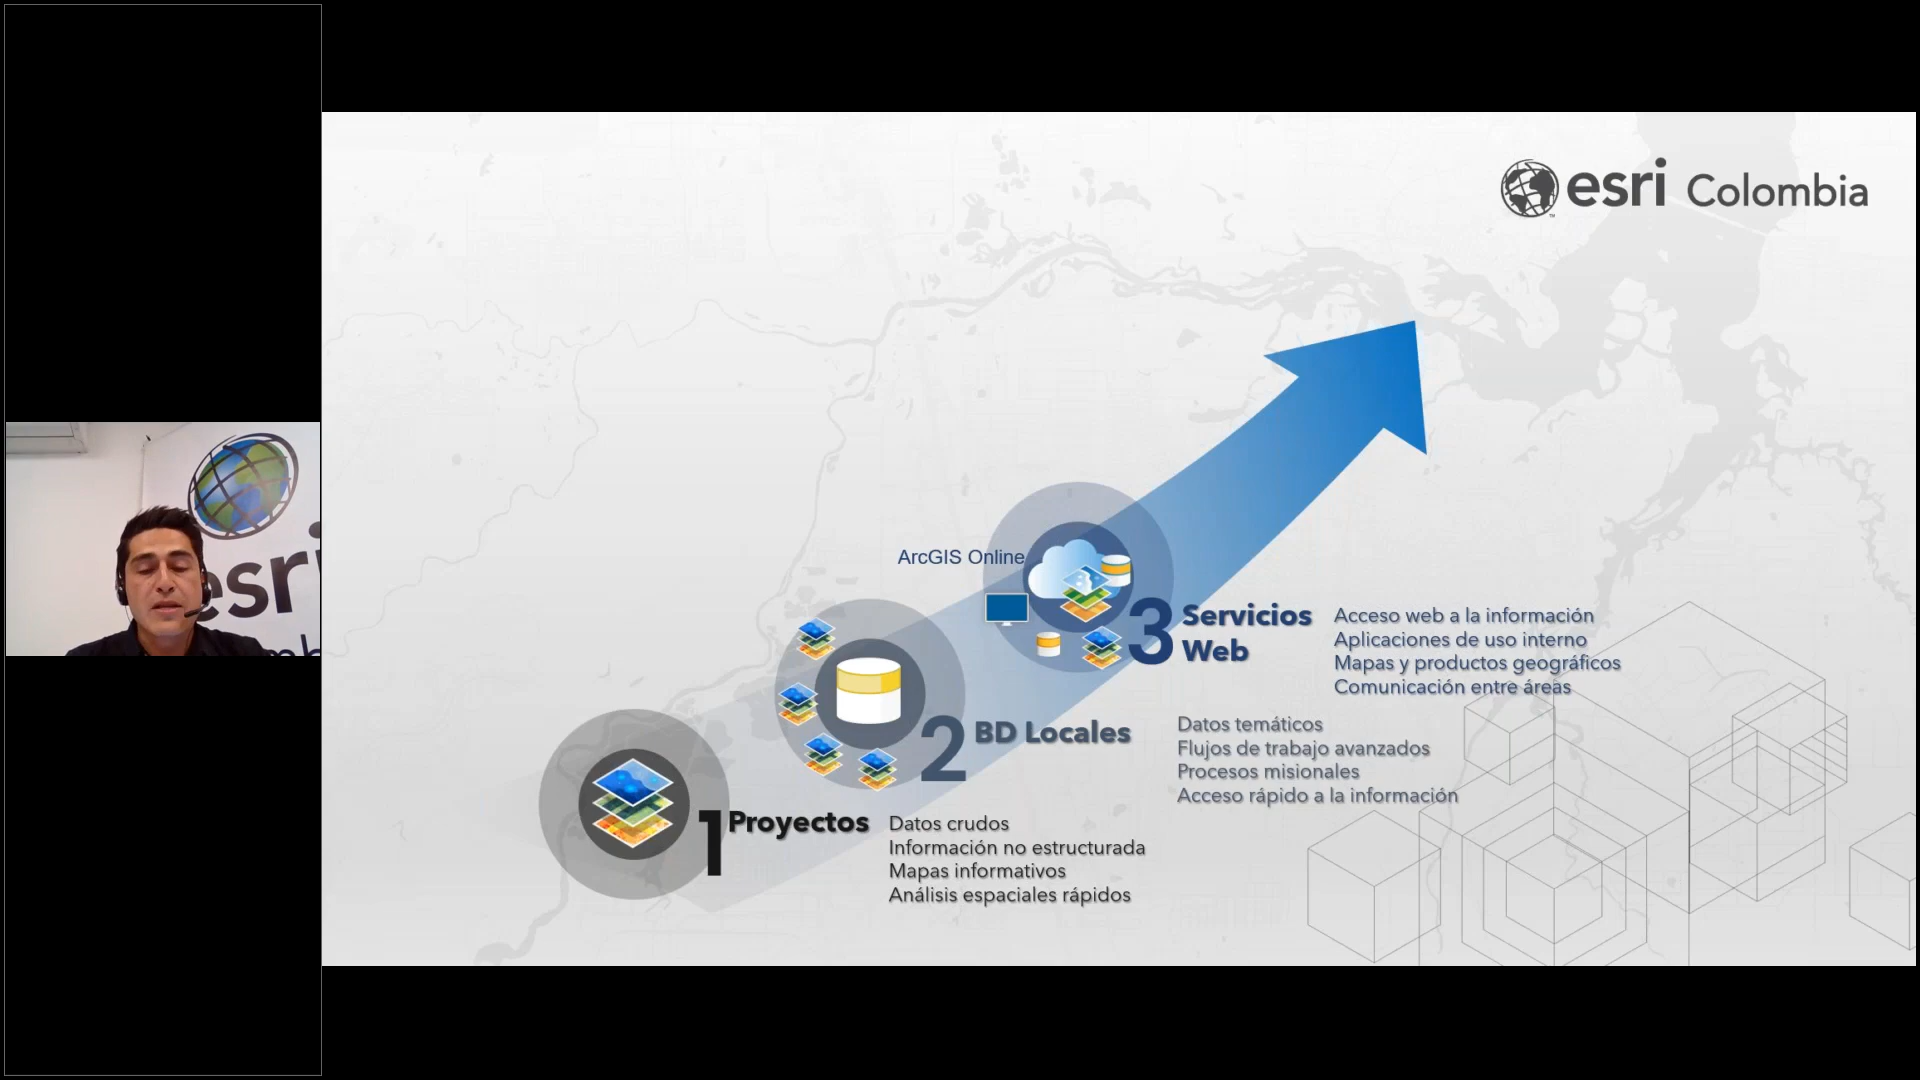 esri Colombia
esri
ArcGIS Online
3
Servicios
Web
Acceso web a la información
Aplicaciones de uso interno
Mapas y productos geográficos
Comunicación entre áreas
2
BD Locales
Datos temáticos
Flujos de trabajo avanzados
Procesos misionales
Acceso rápido a la información
1
Proyectos
Datos crudos
Información no estructurada
Mapas informativos
Análisis espaciales rápidos